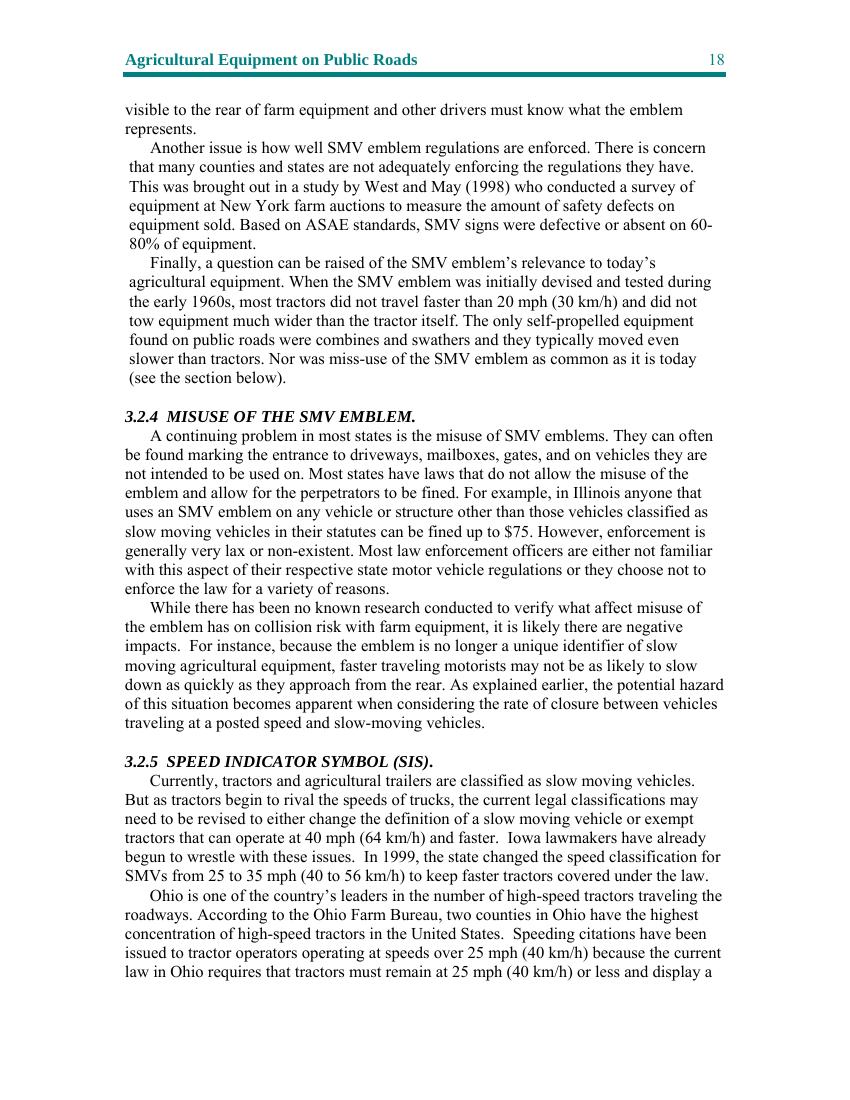 Agricultural Equipment on Public Roads 18
visible to the rear of farm equipment and other drivers must know what the emblem
represents.
Another issue is how well SMV emblem regulations are enforced. There is concern
that many counties and states are not adequately enforcing the regulations they have.
This was brought out in a study by West and May (1998) who conducted a survey of
equipment at New York farm auctions to measure the amount of safety defects on
equipment sold. Based on ASAE standards, SMV signs were defective or absent on 60-
80% of equipment.
Finally, a question can be raised of the SMV emblem’s relevance to today’s
agricultural equipment. When the SMV emblem was initially devised and tested during
the early 1960s, most tractors did not travel faster than 20 mph (30 km/h) and did not
tow equipment much wider than the tractor itself. The only self-propelled equipment
found on public roads were combines and swathers and they typically moved even
slower than tractors. Nor was miss-use of the SMV emblem as common as it is today
(see the section below).
3.2.4 MISUSE OF THE SMV EMBLEM.
A continuing problem in most states is the misuse of SMV emblems. They can often
be found marking the entrance to driveways, mailboxes, gates, and on vehicles they are
not intended to be used on. Most states have laws that do not allow the misuse of the
emblem and allow for the perpetrators to be fined. For example, in Illinois anyone that
uses an SMV emblem on any vehicle or structure other than those vehicles classified as
slow moving vehicles in their statutes can be fined up to $75. However, enforcement is
generally very lax or non-existent. Most law enforcement officers are either not familiar
with this aspect of their respective state motor vehicle regulations or they choose not to
enforce the law for a variety of reasons.
While there has been no known research conducted to verify what affect misuse of
the emblem has on collision risk with farm equipment, it is likely there are negative
impacts. For instance, because the emblem is no longer a unique identifier of slow
moving agricultural equipment, faster traveling motorists may not be as likely to slow
down as quickly as they approach from the rear. As explained earlier, the potential hazard
of this situation becomes apparent when considering the rate of closure between vehicles
traveling at a posted speed and slow-moving vehicles.
3.2.5 SPEED INDICATOR SYMBOL (SIS).
Currently, tractors and agricultural trailers are classified as slow moving vehicles.
But as tractors begin to rival the speeds of trucks, the current legal classifications may
need to be revised to either change the definition of a slow moving vehicle or exempt
tractors that can operate at 40 mph (64 km/h) and faster. Iowa lawmakers have already
begun to wrestle with these issues. In 1999, the state changed the speed classification for
SMVs from 25 to 35 mph (40 to 56 km/h) to keep faster tractors covered under the law.
Ohio is one of the country’s leaders in the number of high-speed tractors traveling the
roadways. According to the Ohio Farm Bureau, two counties in Ohio have the highest
concentration of high-speed tractors in the United States. Speeding citations have been
issued to tractor operators operating at speeds over 25 mph (40 km/h) because the current
law in Ohio requires that tractors must remain at 25 mph (40 km/h) or less and display a